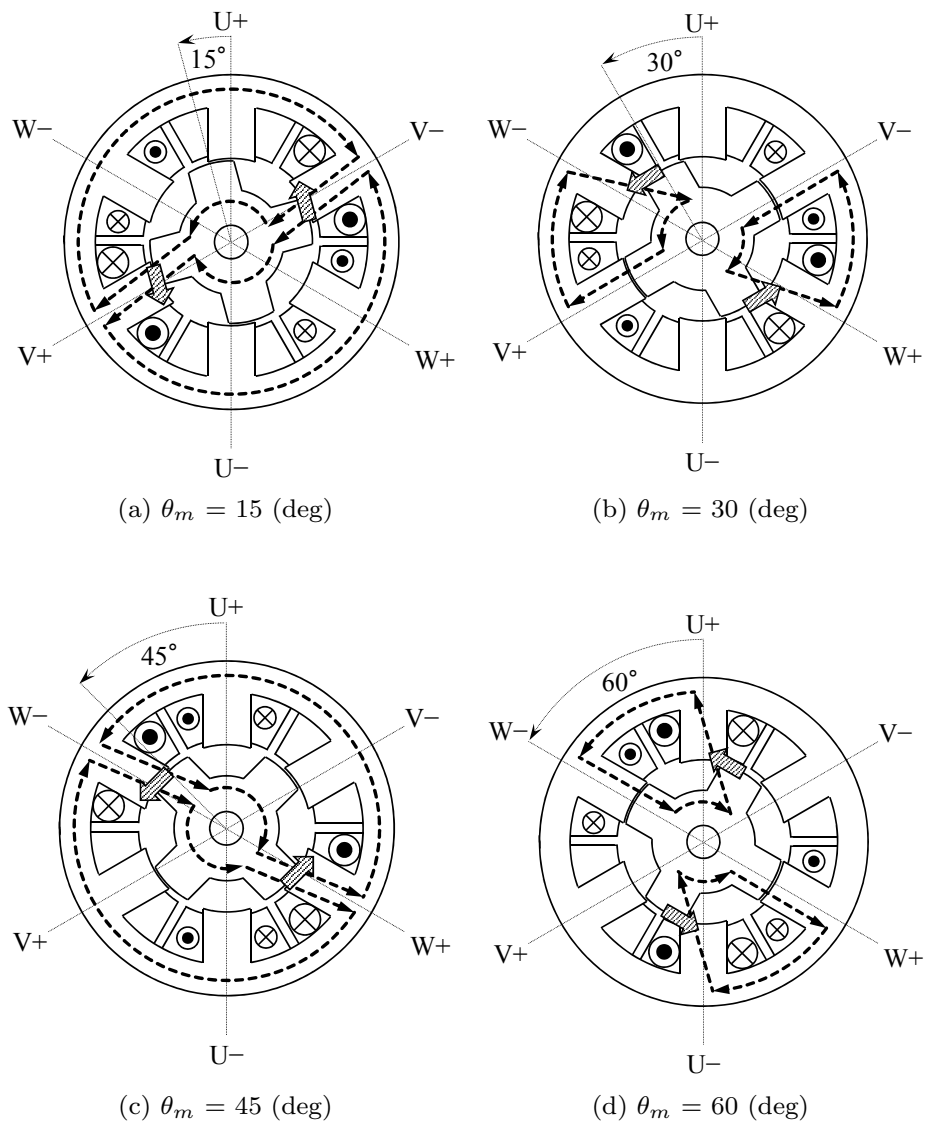 U+ U+
15° 30°
W− V− W− V−
V+ W+ V+ W+
U− U−
(a) θm = 15 (deg) (b) θm = 30 (deg)
U+ U+
45° 60°
W− V− W− V−
V+ W+ V+ W+
U− U−
(c) θm = 45 (deg) (d) θm = 60 (deg)